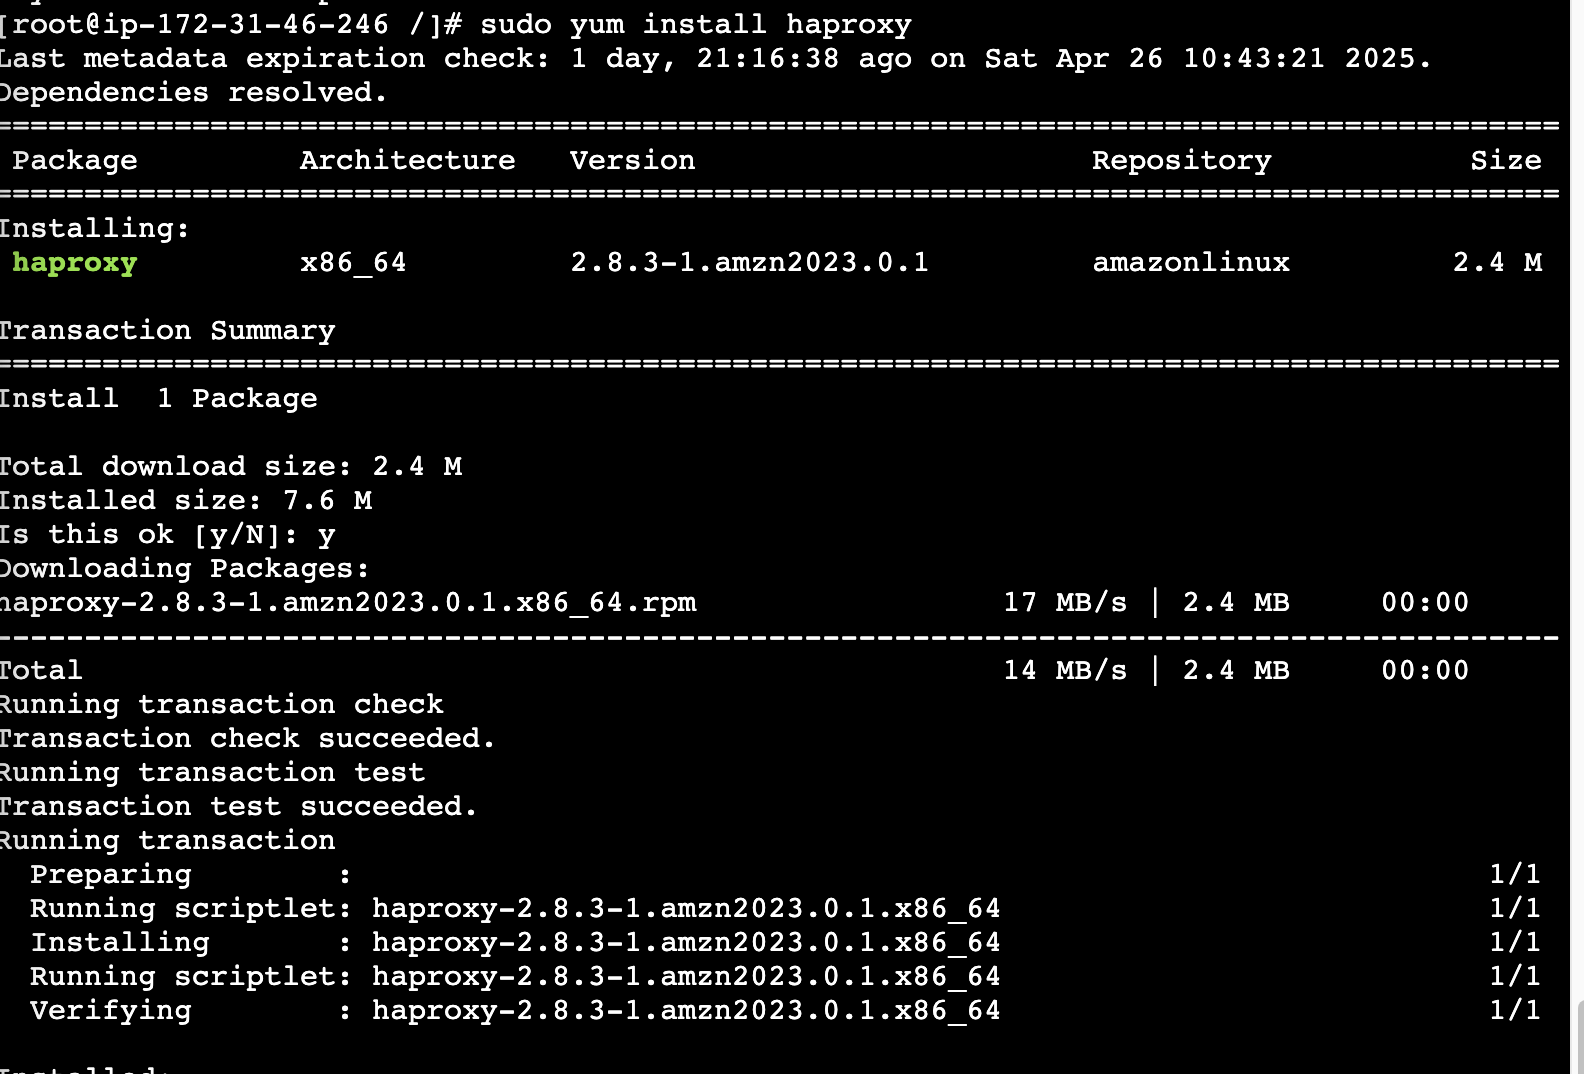 [root@ip-172-31-46-246 /]# sudo yum install haproxy
Last metadata expiration check: 1 day, 21:16:38 ago on Sat Apr 26 10:43:21 2025.
Dependencies resolved.
================================================================================
Package Architecture Version Repository Size
================================================================================
Installing:
haproxy x86_64 2.8.3-1.amzn2023.0.1 amazonlinux 2.4 M
Transaction Summary
================================================================================
Install 1 Package
Total download size: 2.4 M
Installed size: 7.6 M
Is this ok [y/N]: y
Downloading Packages:
haproxy-2.8.3-1.amzn2023.0.1.x86_64.rpm 17 MB/s | 2.4 MB 00:00
--------------------------------------------------------------------------------
Total 14 MB/s | 2.4 MB 00:00
Running transaction check
Transaction check succeeded.
Running transaction test
Transaction test succeeded.
Running transaction
Preparing : 1/1
Running scriptlet: haproxy-2.8.3-1.amzn2023.0.1.x86_64 1/1
Installing : haproxy-2.8.3-1.amzn2023.0.1.x86_64 1/1
Running scriptlet: haproxy-2.8.3-1.amzn2023.0.1.x86_64 1/1
Verifying : haproxy-2.8.3-1.amzn2023.0.1.x86_64 1/1
Installed: